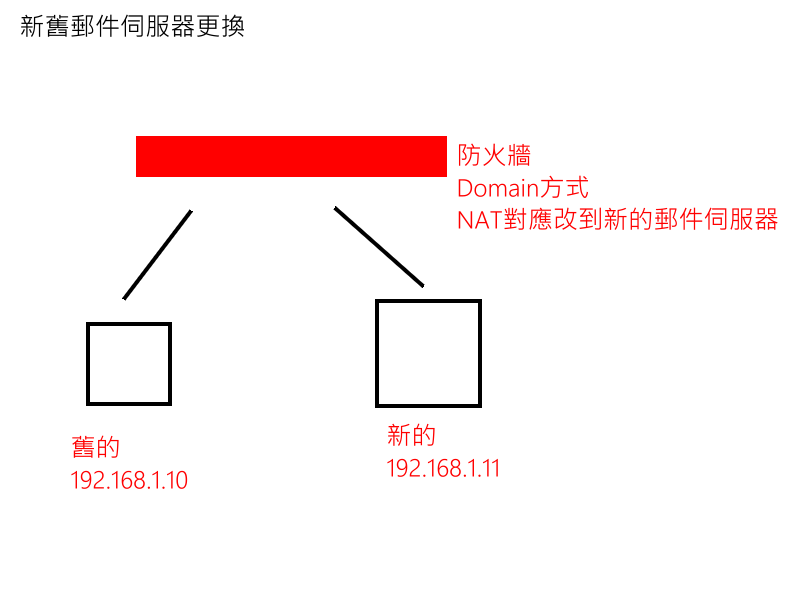 新舊郵件伺服器更換
防火牆
Domain方式
NAT對應改到新的郵件伺服器
舊的
192.168.1.10
新的
192.168.1.11